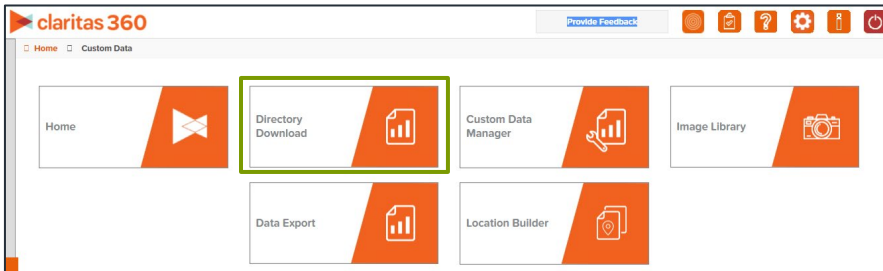 claritas 360
Provide Feedback
Home Custom Data
Home
Directory
Download
Custom Data
Manager
Image Library
Data Export
Location Builder